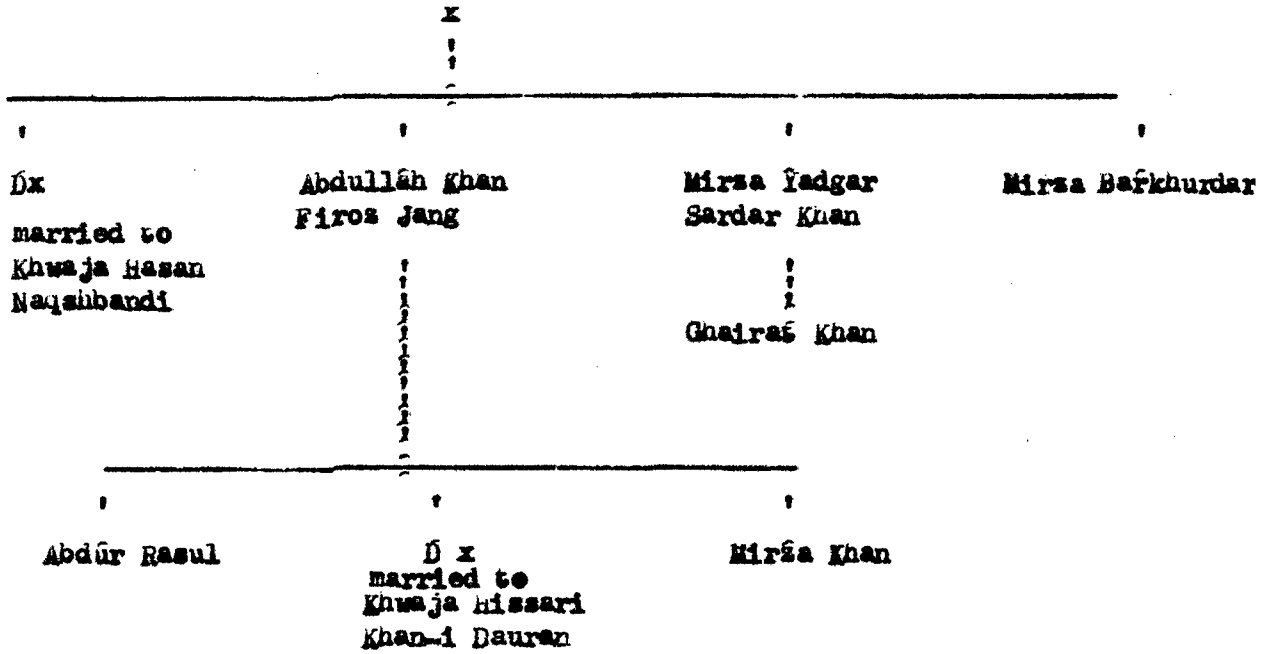 x
Dx
married to
Khwaja Hasan
Naqshbandi
Abdullah Khan
Firoz Jang
Mirza Yadgar
Sardar Khan
Ghairat Khan
Mirza Barkhurdar
Abdur Rasul
D x
married to
Khwaja Hissari
Khan-i Dauran
Mirza Khan